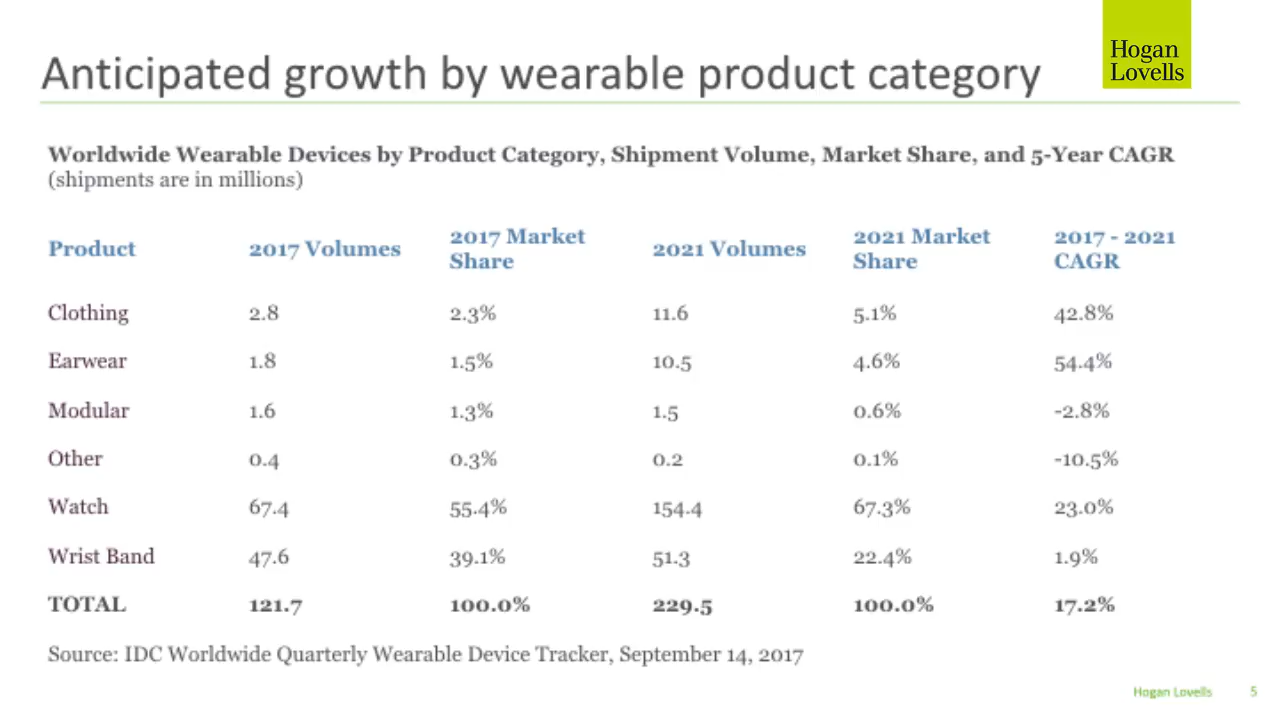 Anticipated growth by wearable product category
Hogan
Lovells
Worldwide Wearable Devices by Product Category, Shipment Volume, Market Share, and 5-Year CAGR
(shipments are in millions)
Product 2017 Volumes 2017 Market Share 2021 Volumes 2021 Market Share 2017 - 2021 CAGR
Clothing 2.8 2.3% 11.6 5.1% 42.8%
Earwear 1.8 1.5% 10.5 4.6% 54.4%
Modular 1.6 1.3% 1.5 0.6% -2.8%
Other 0.4 0.3% 0.2 0.1% -10.5%
Watch 67.4 55.4% 154.4 67.3% 23.0%
Wrist Band 47.6 39.1% 51.3 22.4% 1.9%
TOTAL 121.7 100.0% 229.5 100.0% 17.2%
Source: IDC Worldwide Quarterly Wearable Device Tracker, September 14, 2017
Hogan Lovells 5